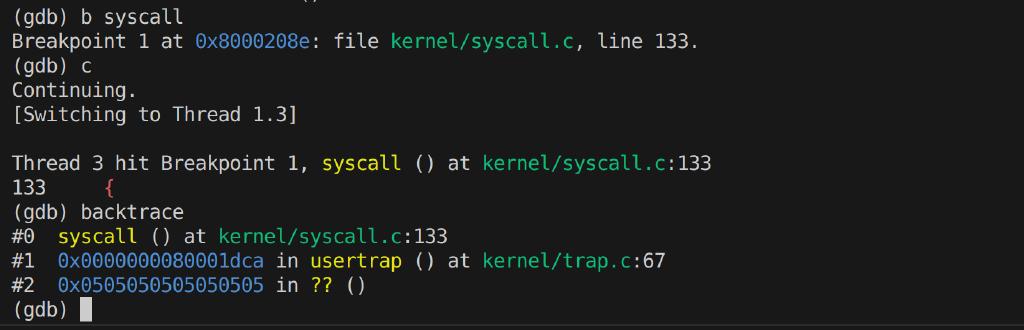 (gdb) b syscall
Breakpoint 1 at 0x8000208e: file kernel/syscall.c, line 133.
(gdb) c
Continuing.
[Switching to Thread 1.3]

Thread 3 hit Breakpoint 1, syscall () at kernel/syscall.c:133
133     {
(gdb) backtrace
#0  syscall () at kernel/syscall.c:133
#1  0x0000000080001dca in usertrap () at kernel/trap.c:67
#2  0x0505050505050505 in ?? ()
(gdb)